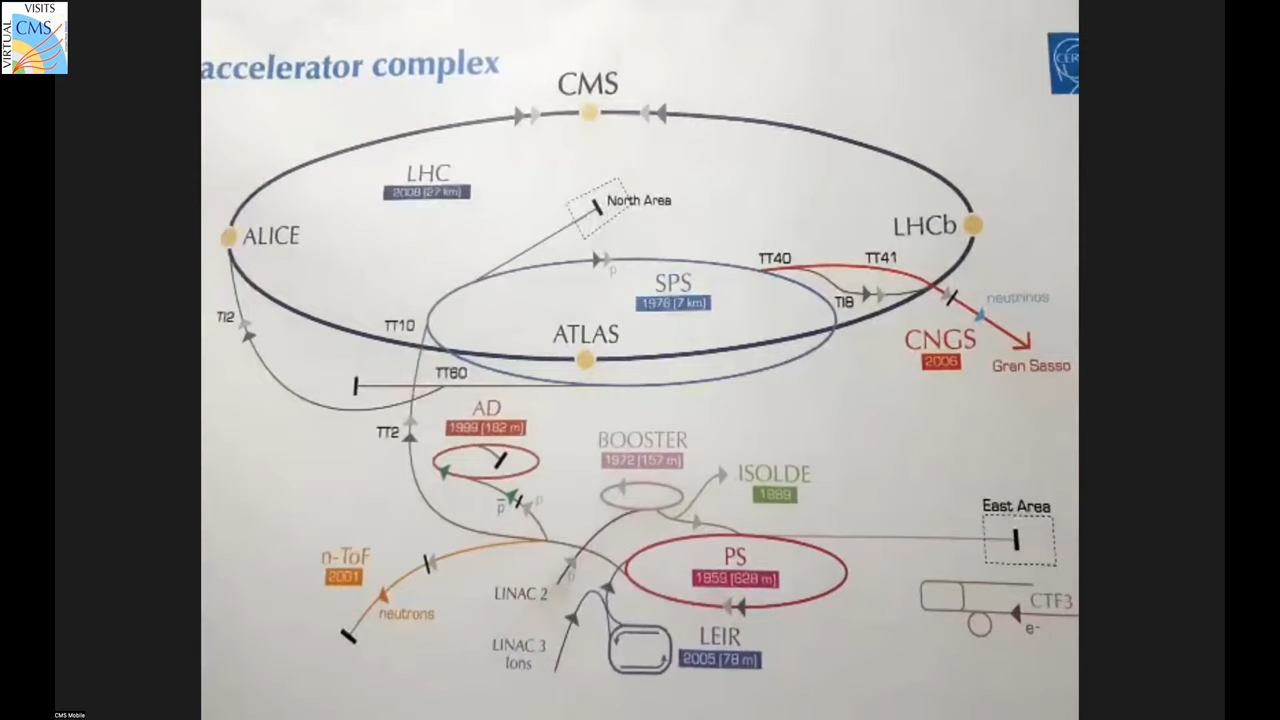 VISITS
VIRTUAL
CMS
accelerator complex
CMS
LHC
2008 (27 km)
North Area
ALICE
LHCb
TT40
TT41
SPS
1976 (7 km)
TI8
neutrinos
TI2
TT10
ATLAS
CNGS
2006
Gran Sasso
TT60
AD
1999 (182 m)
TT2
BOOSTER
1972 (157 m)
ISOLDE
1989
p
p
p
p
East Area
n-ToF
2001
PS
1959 (628 m)
neutrons
LINAC 2
CTF3
e-
LINAC 3
Ions
LEIR
2005 (78 m)
CMS Mobile